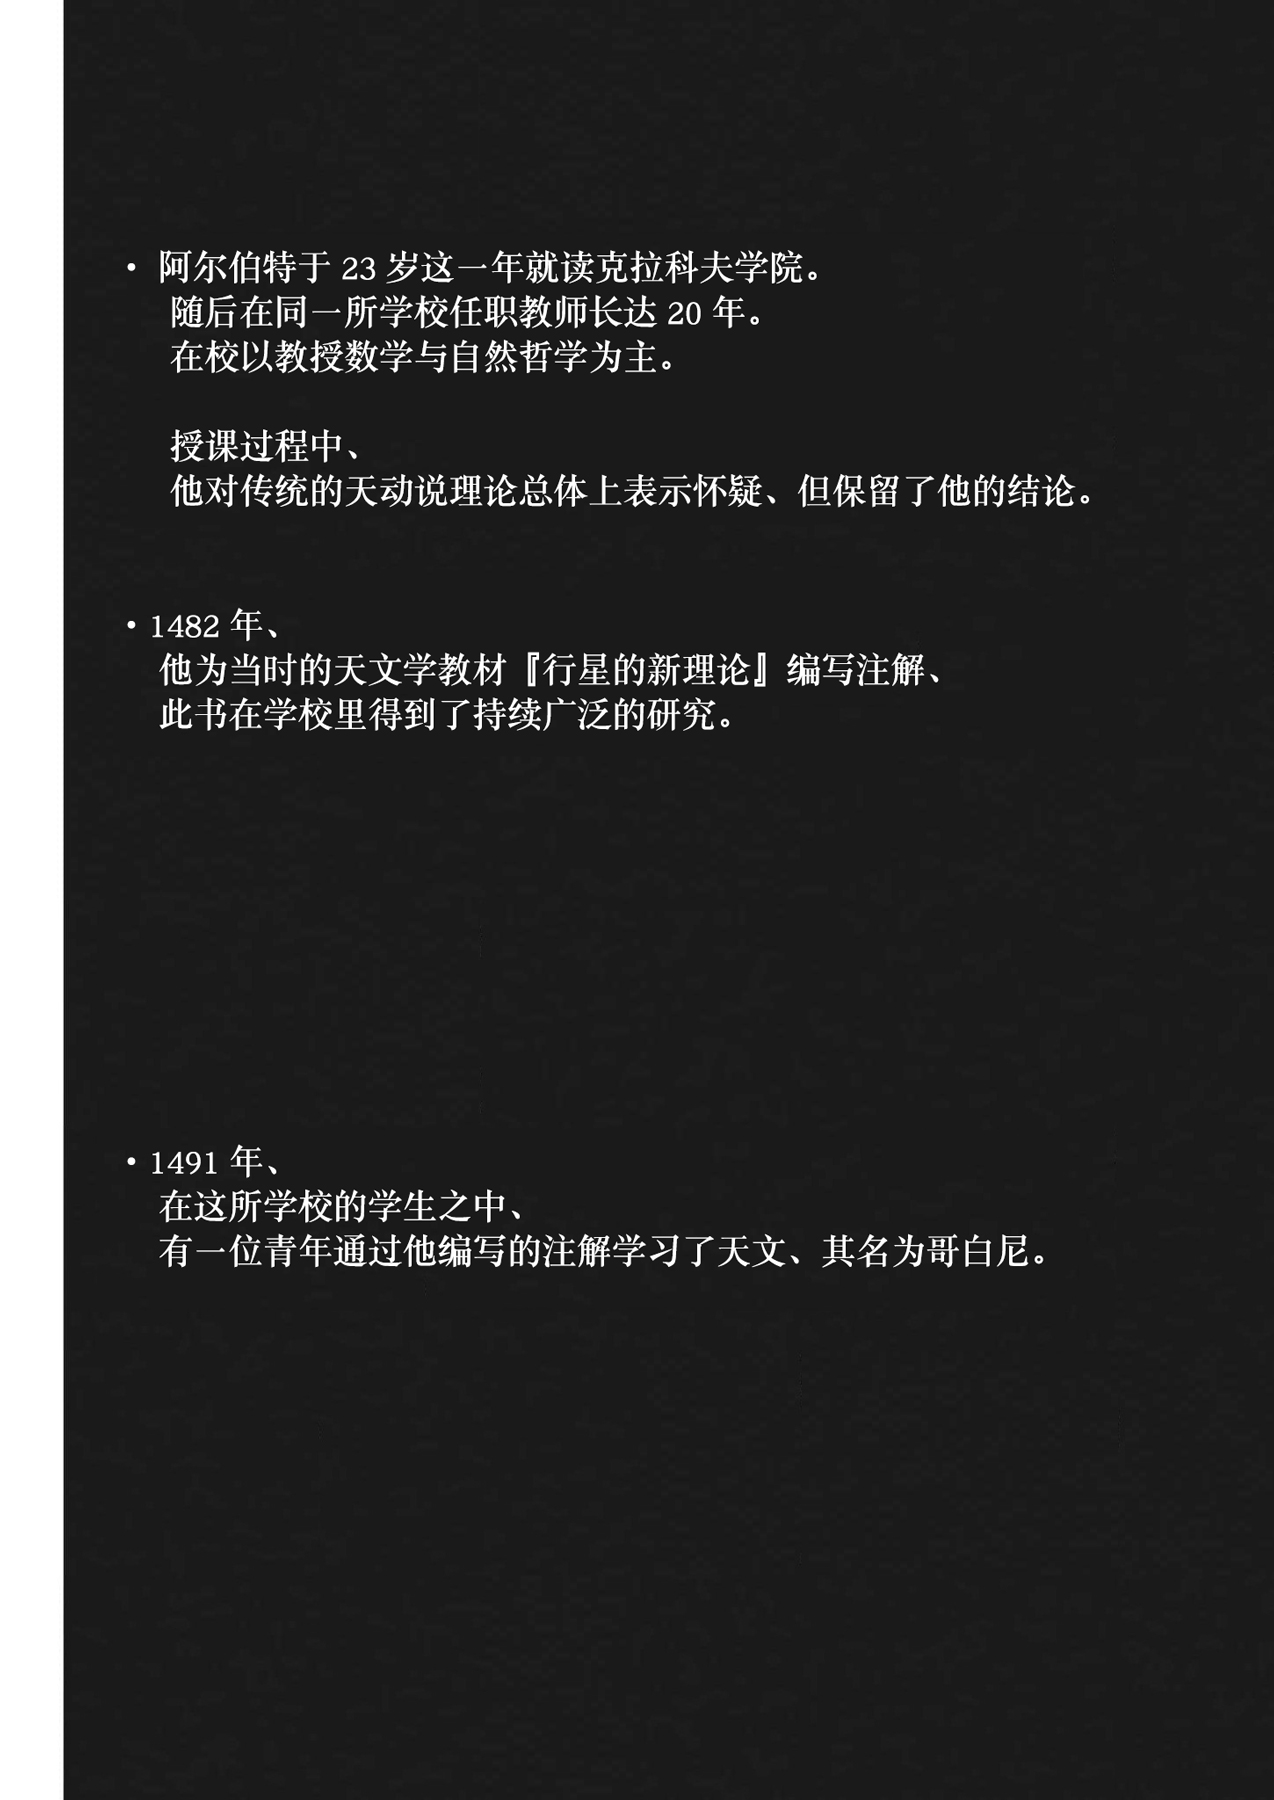 ・ 阿尔伯特于 23 岁这一年就读克拉科夫学院。
随后在同一所学校任职教师长达 20 年。
在校以教授数学与自然哲学为主。
授课过程中、
他对传统的天动说理论总体上表示怀疑、但保留了他的结论。
・1482 年、
他为当时的天文学教材『行星的新理论』编写注解、
此书在学校里得到了持续广泛的研究。
・1491 年、
在这所学校的学生之中、
有一位青年通过他编写的注解学习了天文、其名为哥白尼。